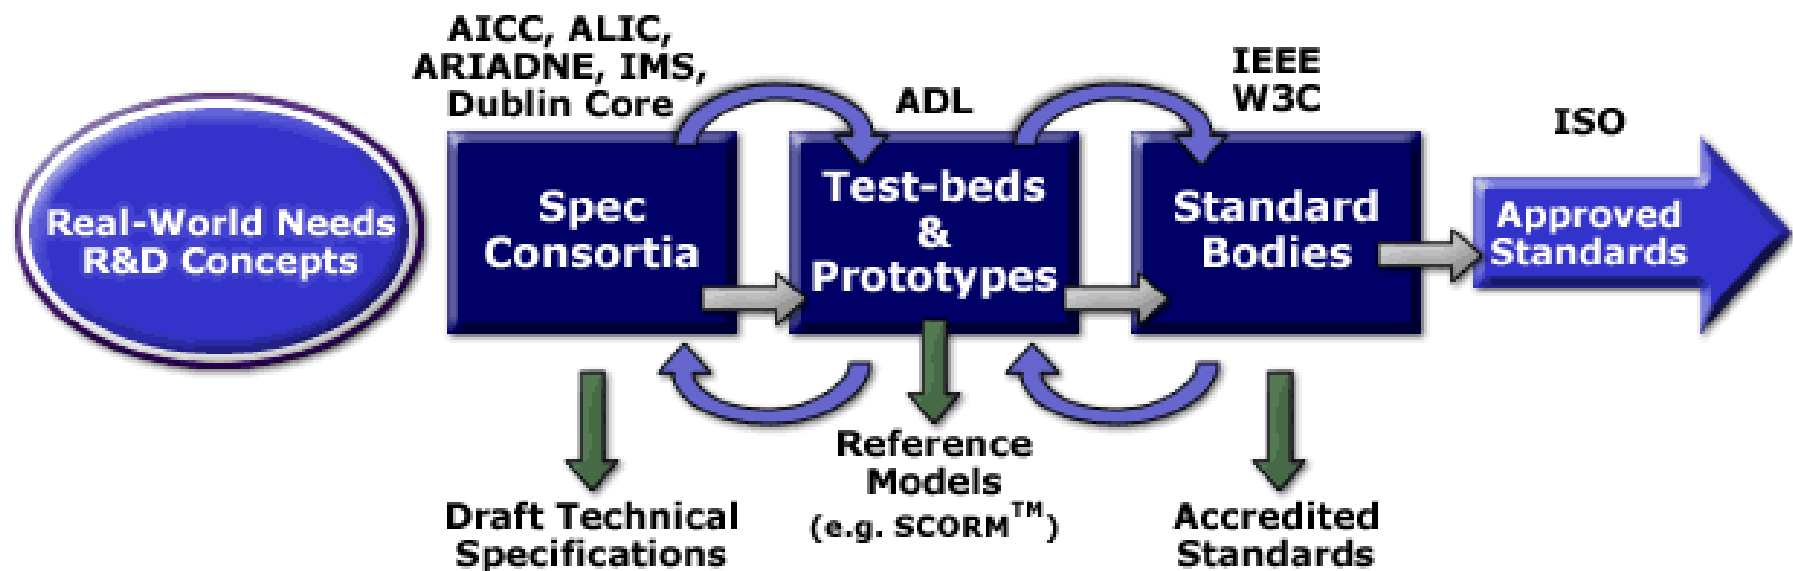 AICC, ALIC,
ARIADNE, IMS,
Dublin Core
ADL
IEEE
W3C
ISO
Real-World Needs
R&D Concepts
Spec
Consortia
Test-beds
&
Prototypes
Standard
Bodies
Approved
Standards
Draft Technical
Specifications
Reference
Models
(e.g. SCORM™)
Accredited
Standards